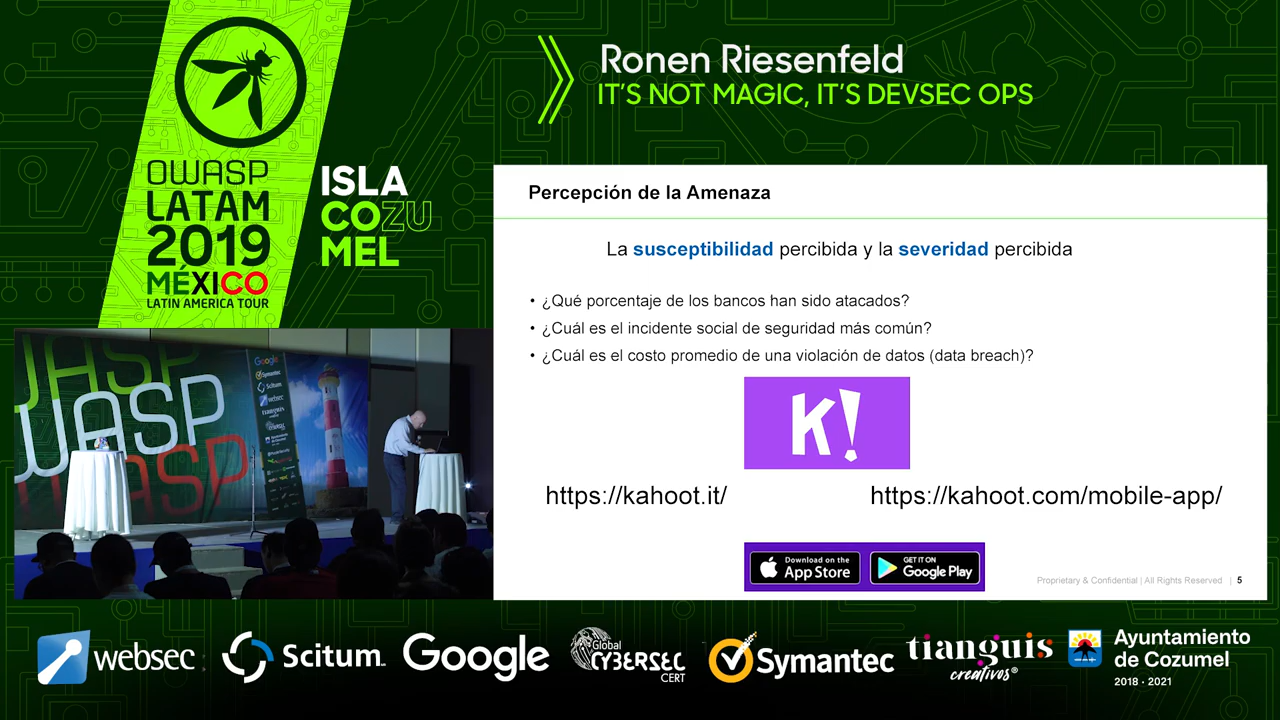 Ronen Riesenfeld
IT'S NOT MAGIC, IT'S DEVSEC OPS
OWASP
LATAM
2019
MÉXICO
LATIN AMERICA TOUR
ISLA
COZU
MEL
Percepción de la Amenaza
La susceptibilidad percibida y la severidad percibida
• ¿Qué porcentaje de los bancos han sido atacados?
• ¿Cuál es el incidente social de seguridad más común?
• ¿Cuál es el costo promedio de una violación de datos (data breach)?
K!
https://kahoot.it/
https://kahoot.com/mobile-app/
Download on the
App Store
GET IT ON
Google Play
Proprietary & Confidential | All Rights Reserved | 5
WASP
WASP
WASP
Google
Symantec
Scitum
websec
websec
Scitum
Google
Global
CYBERSEC
CERT
Symantec
tianguis
creativos®
Ayuntamiento
de Cozumel
2018 · 2021